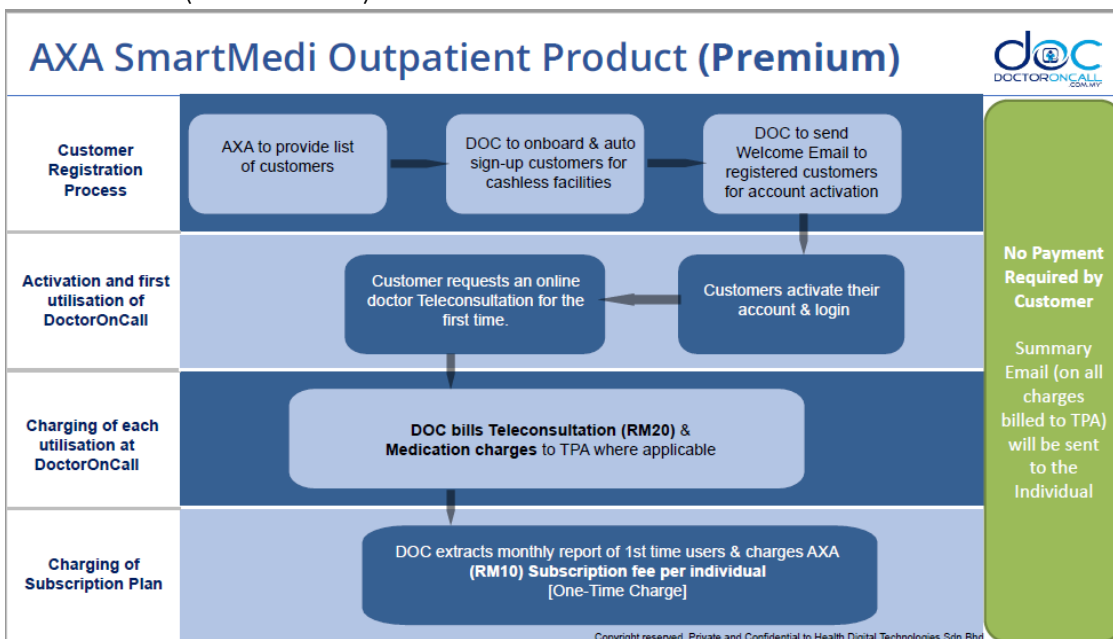 AXA SmartMedi Outpatient Product (Premium)
doc
DOCTORONCALL
.COM.MY
Customer
Registration
Process
AXA to provide list
of customers
DOC to onboard & auto
sign-up customers for
cashless facilities
DOC to send
Welcome Email to
registered customers
for account activation
Activation and first
utilisation of
DoctorOnCall
Customer requests an online
doctor Teleconsultation for the
first time.
Customers activate their
account & login
Charging of each
utilisation at
DoctorOnCall
DOC bills Teleconsultation (RM20) &
Medication charges to TPA where applicable
Charging of
Subscription Plan
DOC extracts monthly report of 1st time users & charges AXA
(RM10) Subscription fee per individual
[One-Time Charge]
No Payment
Required by
Customer
Summary
Email (on all
charges
billed to TPA)
will be sent
to the
Individual
Copyright reserved. Private and Confidential to Health Digital Technologies Sdn Bhd